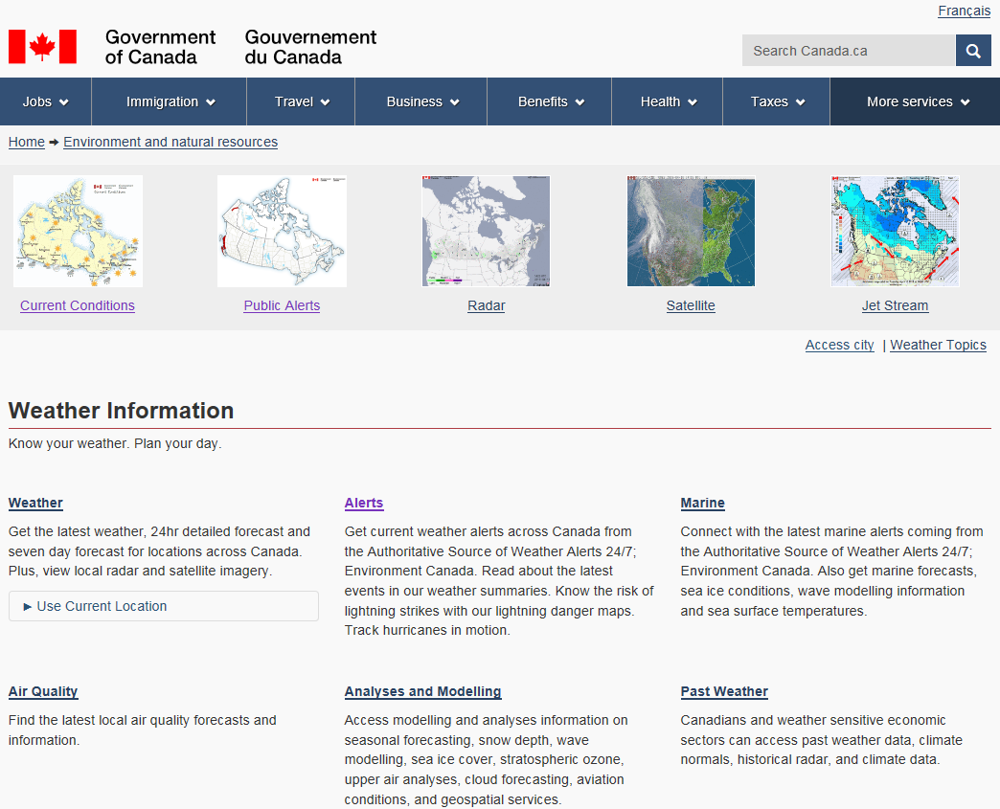 Français
Government
of Canada
Gouvernement
du Canada
Search Canada.ca
Jobs Immigration Travel Business Benefits Health Taxes More services
Home Environment and natural resources
Current Conditions
Current Conditions Public Alerts Radar Satellite Jet Stream
Access city | Weather Topics
Weather Information
Know your weather. Plan your day.
Weather
Get the latest weather, 24hr detailed forecast and
seven day forecast for locations across Canada.
Plus, view local radar and satellite imagery.
Use Current Location
Alerts
Get current weather alerts across Canada from
the Authoritative Source of Weather Alerts 24/7;
Environment Canada. Read about the latest
events in our weather summaries. Know the risk of
lightning strikes with our lightning danger maps.
Track hurricanes in motion.
Marine
Connect with the latest marine alerts coming from
the Authoritative Source of Weather Alerts 24/7;
Environment Canada. Also get marine forecasts,
sea ice conditions, wave modelling information
and sea surface temperatures.
Air Quality
Find the latest local air quality forecasts and
information.
Analyses and Modelling
Access modelling and analyses information on
seasonal forecasting, snow depth, wave
modelling, sea ice cover, stratospheric ozone,
upper air analyses, cloud forecasting, aviation
conditions, and geospatial services.
Past Weather
Canadians and weather sensitive economic
sectors can access past weather data, climate
normals, historical radar, and climate data.